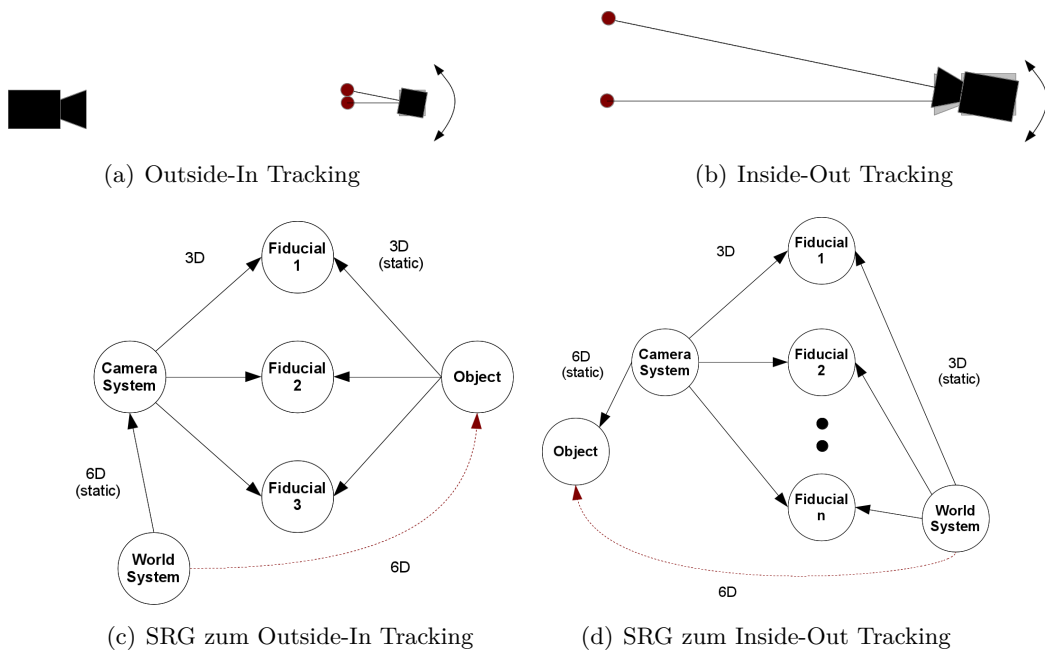 (a) Outside-In Tracking
(b) Inside-Out Tracking
3D
Fiducial
1
3D
(static)
Camera
System
Fiducial
2
Object
6D
(static)
Fiducial
3
World
System
6D
(c) SRG zum Outside-In Tracking
3D
Fiducial
1
6D
(static)
Camera
System
Fiducial
2
3D
(static)
Object
Fiducial
n
World
System
6D
(d) SRG zum Inside-Out Tracking